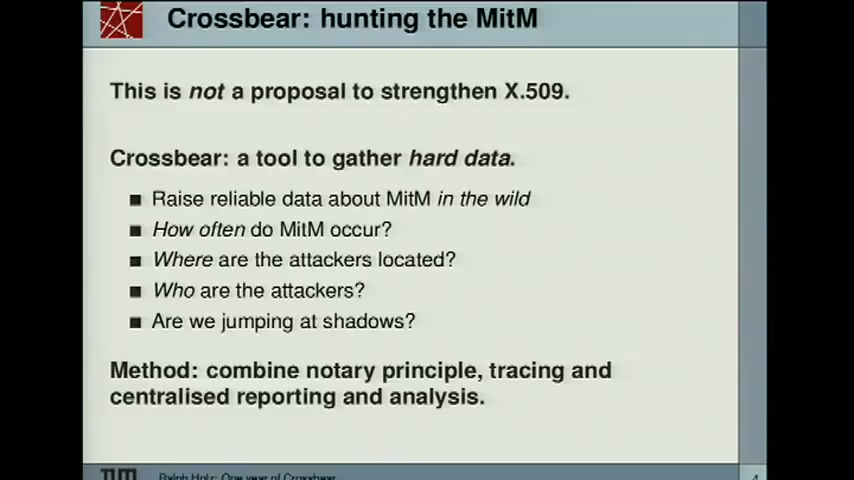 Crossbear: hunting the MitM
This is not a proposal to strengthen X.509.
Crossbear: a tool to gather hard data.
Raise reliable data about MitM in the wild
How often do MitM occur?
Where are the attackers located?
Who are the attackers?
Are we jumping at shadows?
Method: combine notary principle, tracing and
centralised reporting and analysis.
Ralph Holz: One year of Crossbear
4